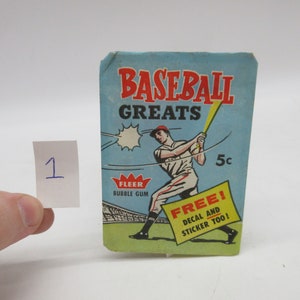 BASEBALL
GREATS
5c
FLEER
BUBBLE GUM
FREE!
DECAL AND
STICKER TOO!
1